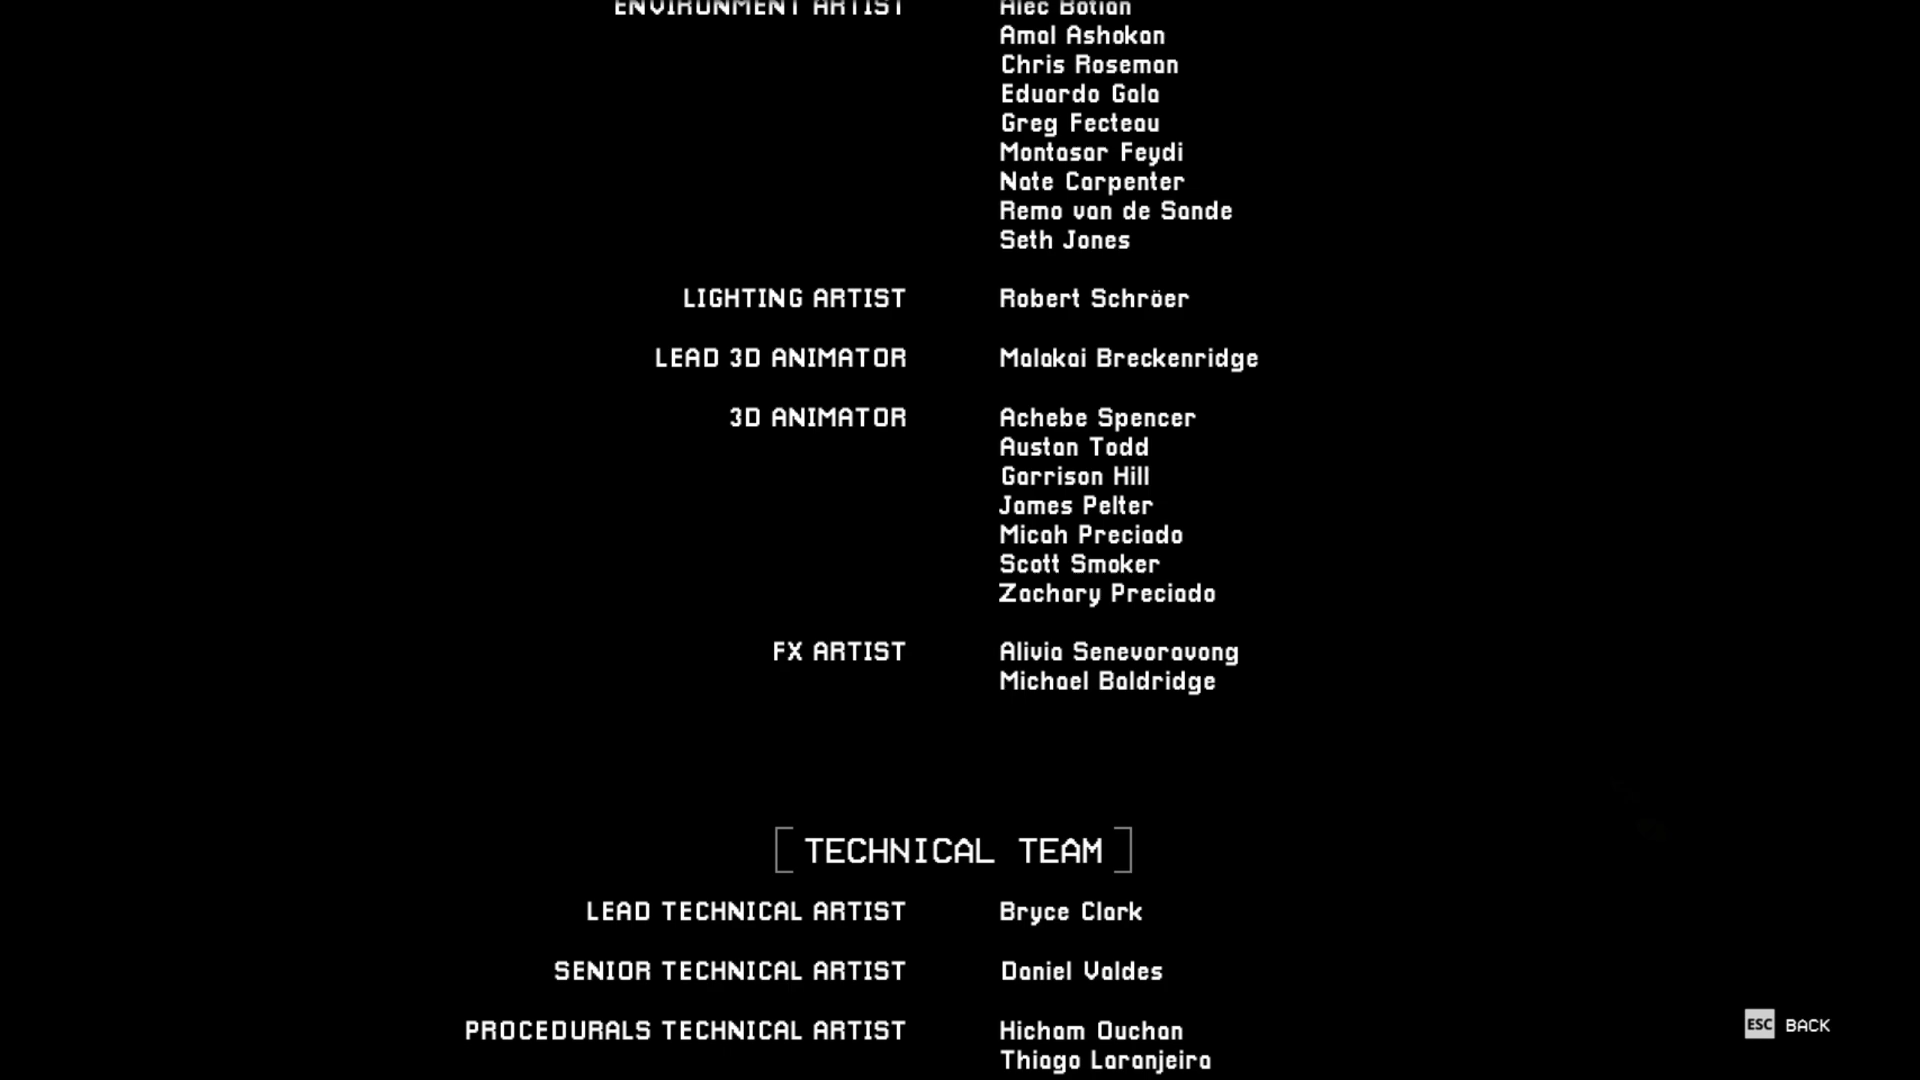 ENVIRONMENT ARTIST Alec Botian
Amal Ashokan
Chris Roseman
Eduardo Gala
Greg Fecteau
Montasar Feydi
Nate Carpenter
Remo van de Sande
Seth Jones
LIGHTING ARTIST Robert Schröer
LEAD 3D ANIMATOR Malakai Breckenridge
3D ANIMATOR Achebe Spencer
Austan Todd
Garrison Hill
James Pelter
Micah Preciado
Scott Smoker
Zachary Preciado
FX ARTIST Alivia Senevoravong
Michael Baldridge
TECHNICAL TEAM
LEAD TECHNICAL ARTIST Bryce Clark
SENIOR TECHNICAL ARTIST Daniel Valdes
PROCEDURALS TECHNICAL ARTIST Hicham Ouchan
Thiago Laranjeira
ESC BACK